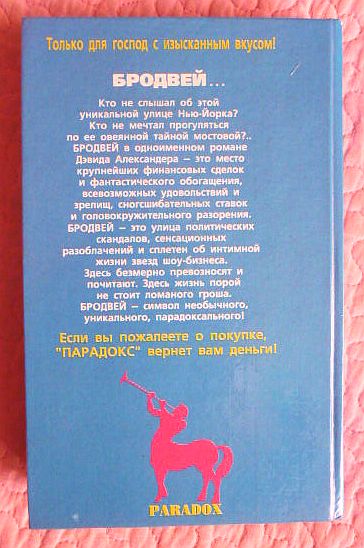 Только для господ с изысканным вкусом!
БРОДВЕЙ...
Кто не слышал об этой
уникальной улице Нью-Йорка?
Кто не мечтал прогуляться
по ее овеянной тайной мостовой?..
БРОДВЕЙ в одноименном романе
Дэвида Александера – это место
крупнейших финансовых сделок
и фантастического обогащения,
всевозможных удовольствий и
зрелищ, сногсшибательных ставок
и головокружительного разорения.
БРОДВЕЙ – это улица политических
скандалов, сенсационных
разоблачений и сплетен об интимной
жизни звезд шоу-бизнеса.
Здесь безмерно превозносят и
почитают. Здесь жизнь порой
не стоит ломаного гроша.
БРОДВЕЙ – символ необычного,
уникального, парадоксального!
Если вы пожалеете о покупке,
"ПАРАДОКС" вернет вам деньги!
PARADOX